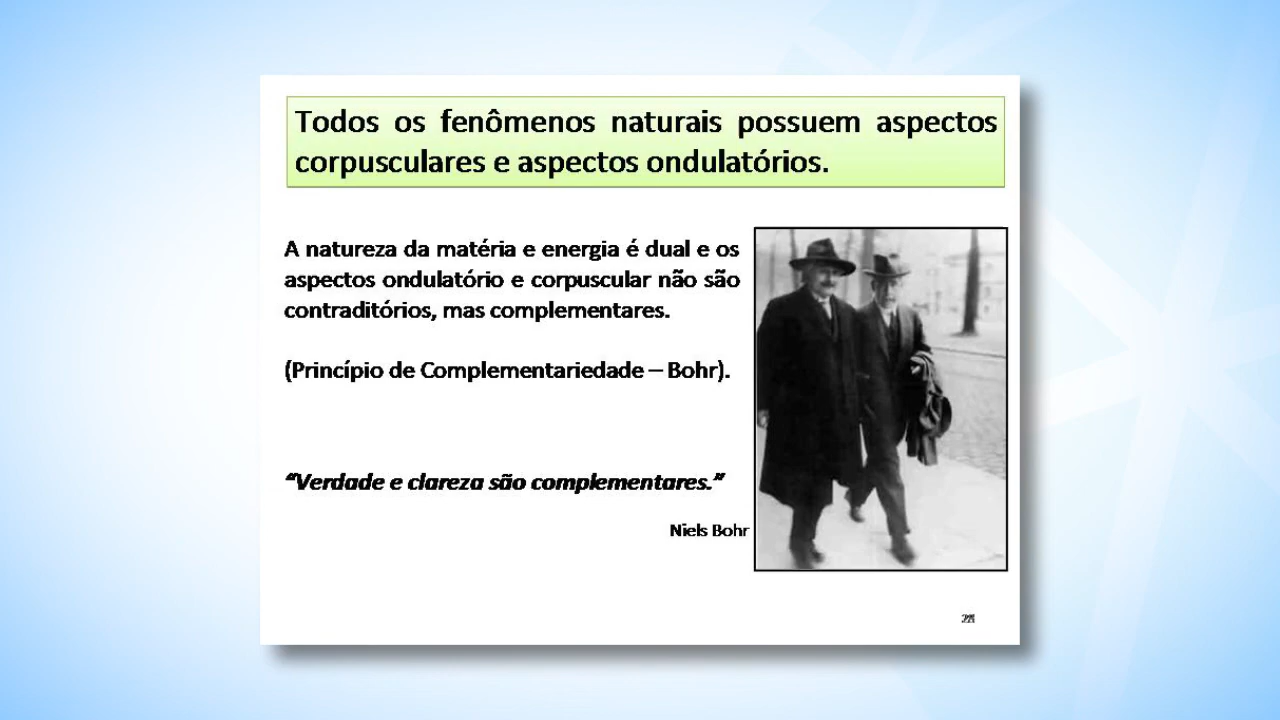 Todos os fenômenos naturais possuem aspectos
corpusculares e aspectos ondulatórios.
A natureza da matéria e energia é dual e os
aspectos ondulatório e corpuscular não são
contraditórios, mas complementares.
(Princípio de Complementariedade – Bohr).
“Verdade e clareza são complementares.”
Niels Bohr